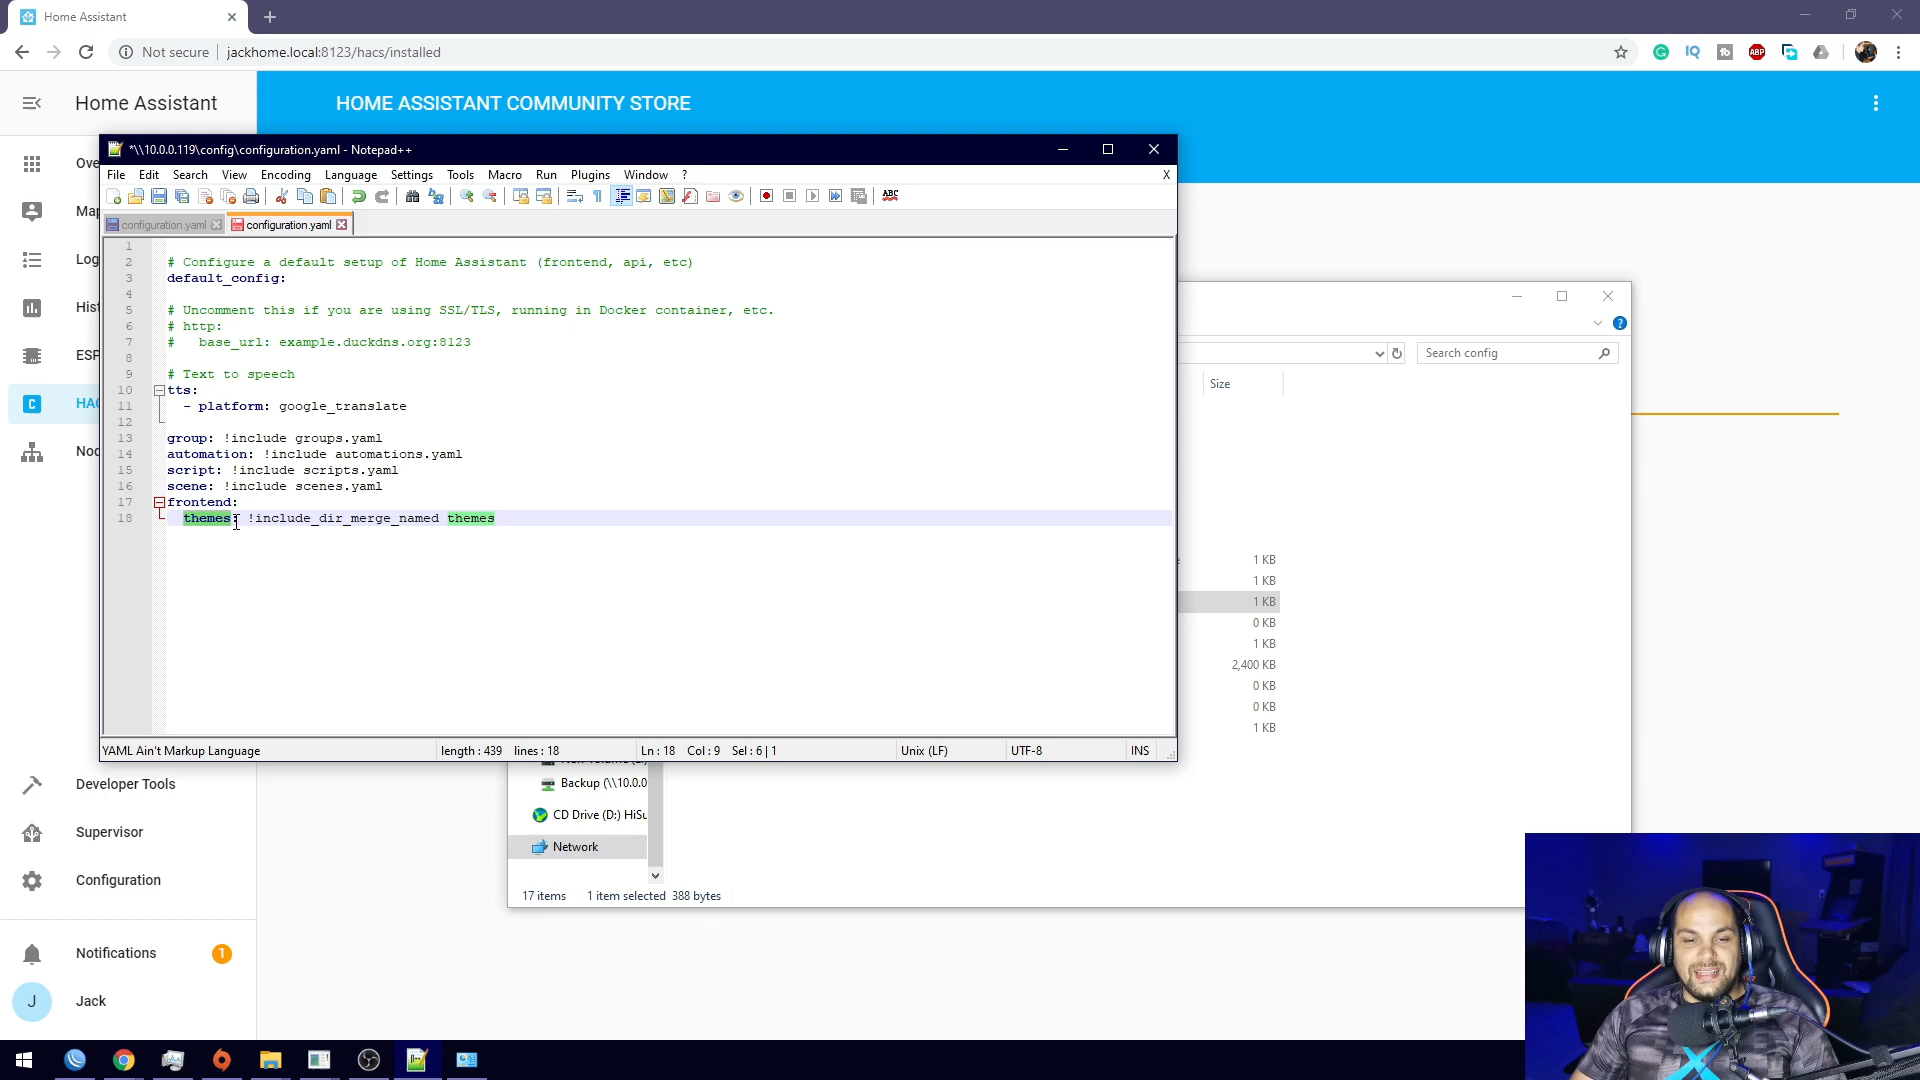 Home Assistant
Not secure
jackhome.local:8123/hacs/installed
IQ
tb
ABP
Home Assistant
HOME ASSISTANT COMMUNITY STORE
*\\10.0.0.119\config\configuration.yaml - Notepad++
File Edit Search View Encoding Language Settings Tools Macro Run Plugins Window ?
X
ABC
configuration.yaml
configuration.yaml
1
2 # Configure a default setup of Home Assistant (frontend, api, etc)
3 default_config:
4
5 # Uncomment this if you are using SSL/TLS, running in Docker container, etc.
6 # http:
7 #   base_url: example.duckdns.org:8123
8
9 # Text to speech
10 tts:
11   - platform: google_translate
12
13 group: !include groups.yaml
14 automation: !include automations.yaml
15 script: !include scripts.yaml
16 scene: !include scenes.yaml
17 frontend:
18   themes: !include_dir_merge_named themes
YAML Ain't Markup Language
length : 439 lines : 18
Ln : 18 Col : 9 Sel : 6 | 1
Unix (LF)
UTF-8
INS
Ove
Map
Log
Hist
ESP
C
HAC
Nod
Developer Tools
Supervisor
Configuration
Notifications
1
J
Jack
?
Search config
Size
1 KB
1 KB
1 KB
0 KB
1 KB
2,400 KB
0 KB
0 KB
1 KB
Backup (\\10.0.0
CD Drive (D:) HiSu
Network
17 items
1 item selected 388 bytes